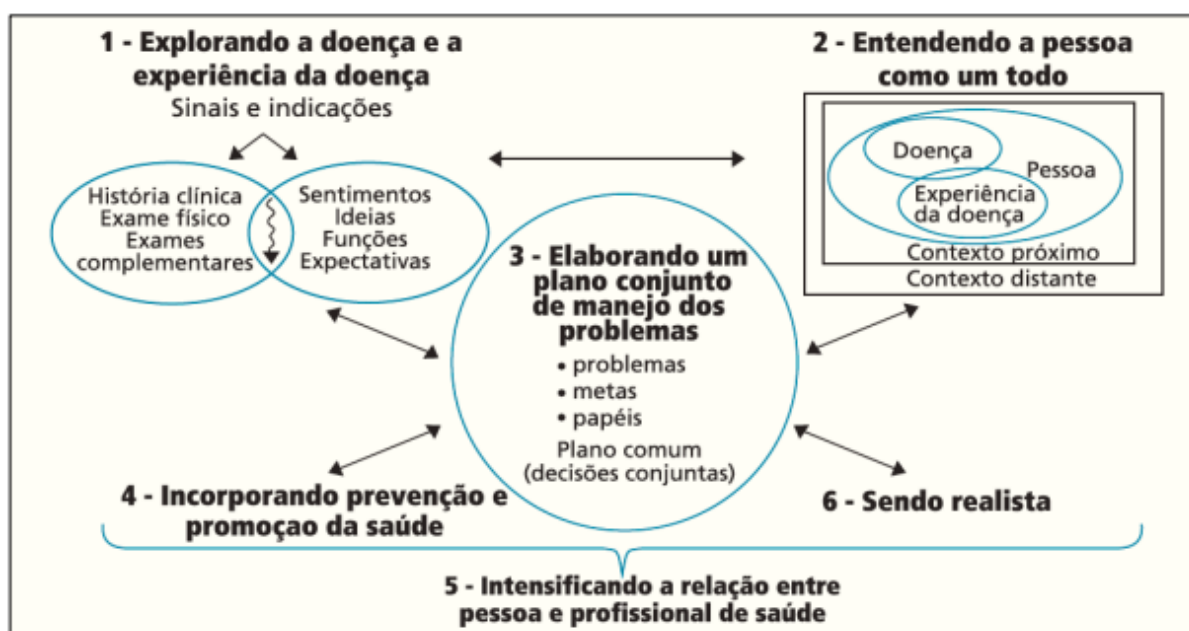 1 - Explorando a doença e a
experiência da doença
Sinais e indicações
História clínica
Exame físico
Exames
complementares
Sentimentos
Ideias
Funções
Expectativas
2 - Entendendo a pessoa
como um todo
Doença
Pessoa
Experiência
da doença
Contexto próximo
Contexto distante
3 - Elaborando um
plano conjunto
de manejo dos
problemas
• problemas
• metas
• papéis
Plano comum
(decisões conjuntas)
4 - Incorporando prevenção e
promoçao da saúde
6 - Sendo realista
5 - Intensificando a relação entre
pessoa e profissional de saúde